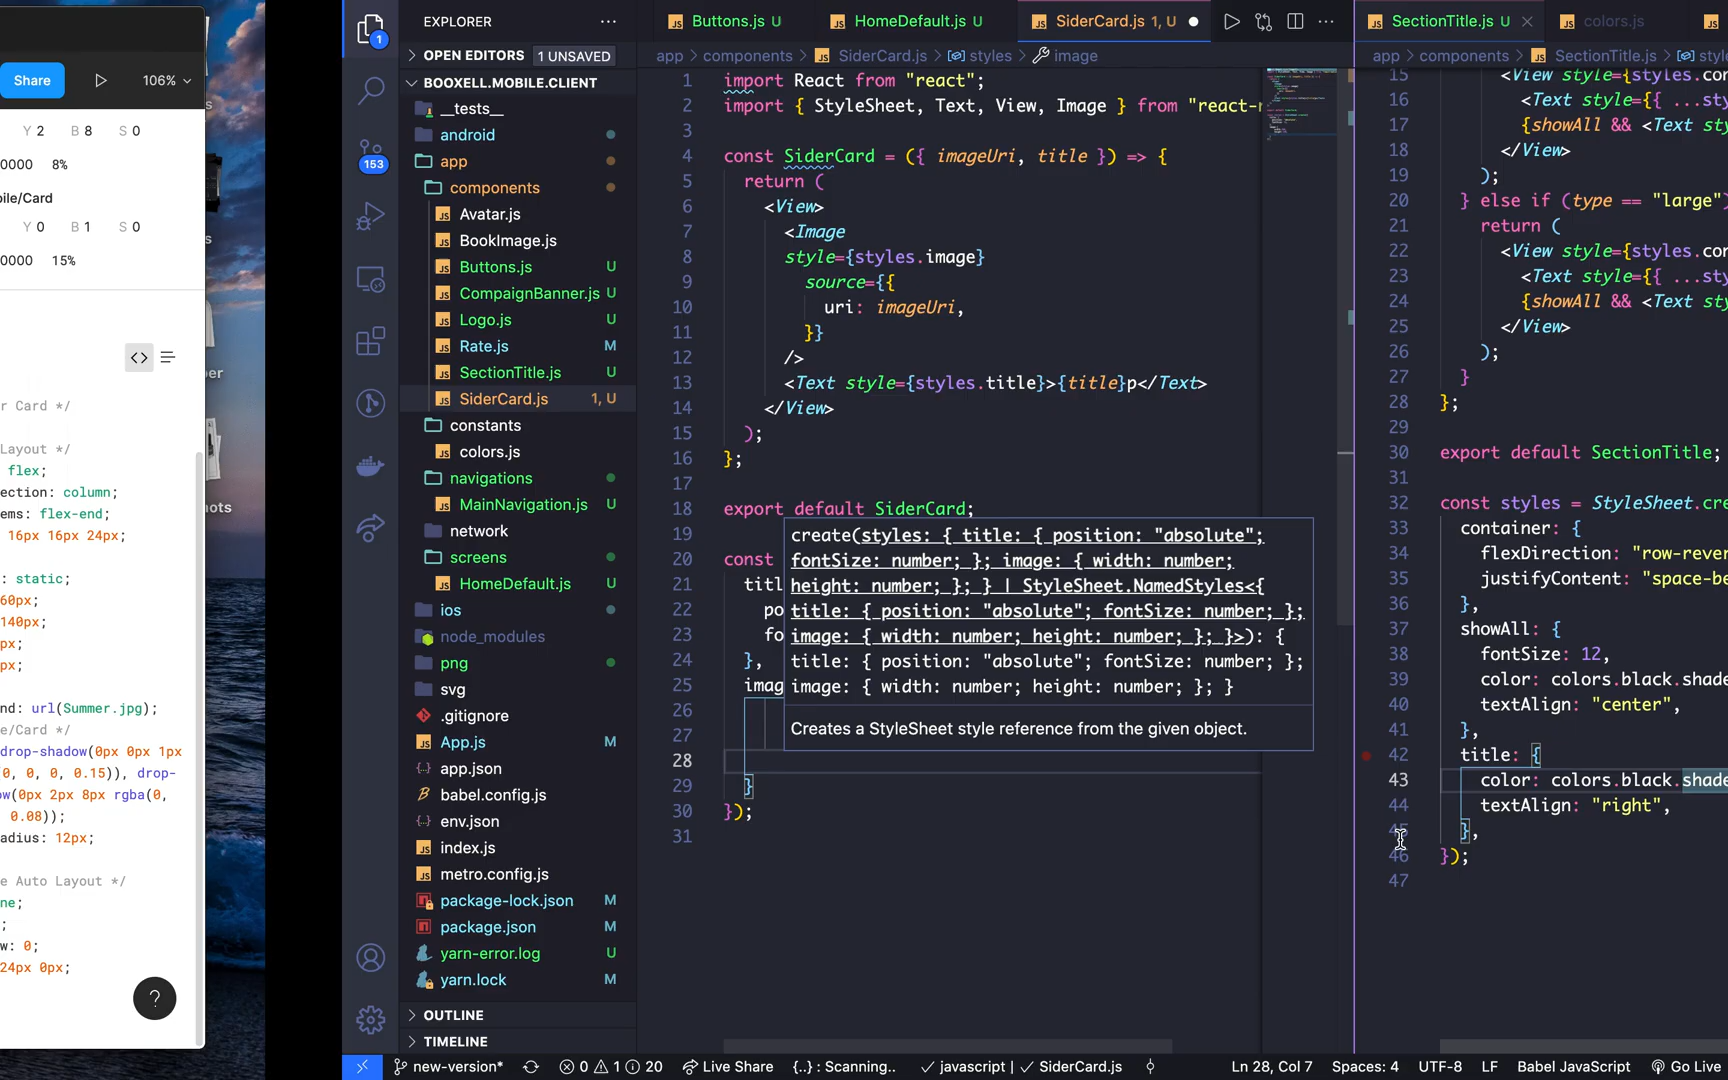 Share
106%
Y 2 B 8 S 0
0000 8%
bile/Card
Y 0 B 1 S 0
0000 15%
r Card */
Layout */
flex;
ection: column;
ems: flex-end;
16px 16px 24px;
: static;
60px;
140px;
px;
px;
nd: url(Summer.jpg);
e/Card */
drop-shadow(0px 0px 1px
0, 0, 0, 0.15)), drop-
ow(0px 2px 8px rgba(0,
0.08));
adius: 12px;
e Auto Layout */
ne;
;
w: 0;
24px 0px;
?
1
153
EXPLORER
OPEN EDITORS 1 UNSAVED
BOOXELL.MOBILE.CLIENT
__tests__
android
app
components
Avatar.js
BookImage.js
Buttons.js U
CompaignBanner.js U
Logo.js U
Rate.js M
SectionTitle.js U
SiderCard.js 1, U
constants
colors.js
navigations
MainNavigation.js U
network
screens
HomeDefault.js U
ios
node_modules
png
svg
.gitignore
App.js M
app.json
babel.config.js
env.json
index.js
metro.config.js
package-lock.json M
package.json M
yarn-error.log U
yarn.lock M
OUTLINE
TIMELINE
Buttons.js U HomeDefault.js U SiderCard.js 1, U
app > components > SiderCard.js > styles > image
1 import React from "react";
2 import { StyleSheet, Text, View, Image } from "react-
3
4 const SiderCard = ({ imageUri, title }) => {
5 return (
6 <View>
7 <Image
8 style={styles.image}
9 source={{
10 uri: imageUri,
11 }}
12 />
13 <Text style={styles.title}>{title}p</Text>
14 </View>
15 );
16 };
17
18 export default SiderCard;
19
20 const
21 titl
22 po
23 fo
24 },
25 imag
26
27
28
29 }
30 });
31
create(styles: { title: { position: "absolute";
fontSize: number; }; image: { width: number;
height: number; }; } | StyleSheet.NamedStyles<{
title: { position: "absolute"; fontSize: number; };
image: { width: number; height: number; }; }>): {
title: { position: "absolute"; fontSize: number; };
image: { width: number; height: number; }; }
Creates a StyleSheet style reference from the given object.
SectionTitle.js U colors.js
app > components > SectionTitle.js > sty
15 <View style={styles.con
16 <Text style={{ ...sty
17 {showAll && <Text sty
18 </View>
19 );
20 } else if (type == "large")
21 return (
22 <View style={styles.con
23 <Text style={{ ...sty
24 {showAll && <Text sty
25 </View>
26 );
27 }
28 };
29
30 export default SectionTitle;
31
32 const styles = StyleSheet.cre
33 container: {
34 flexDirection: "row-rever
35 justifyContent: "space-be
36 },
37 showAll: {
38 fontSize: 12,
39 color: colors.black.shade
40 textAlign: "center",
41 },
42 title: {
43 color: colors.black.shade
44 textAlign: "right",
45 },
46 });
47
new-version* 0 1 20 Live Share {..} : Scanning.. javascript | SiderCard.js Ln 28, Col 7 Spaces: 4 UTF-8 LF Babel JavaScript Go Live